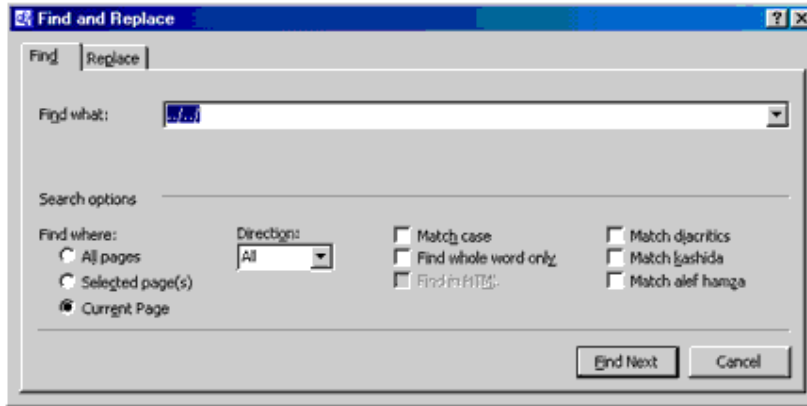 Find and Replace
Find Replace
Find what: ../../
Search options
Find where: Direction: Match case Match diacritics
All pages All Find whole word only Match kashida
Selected page(s) Find in HTML Match alef hamza
Current Page
Find Next Cancel